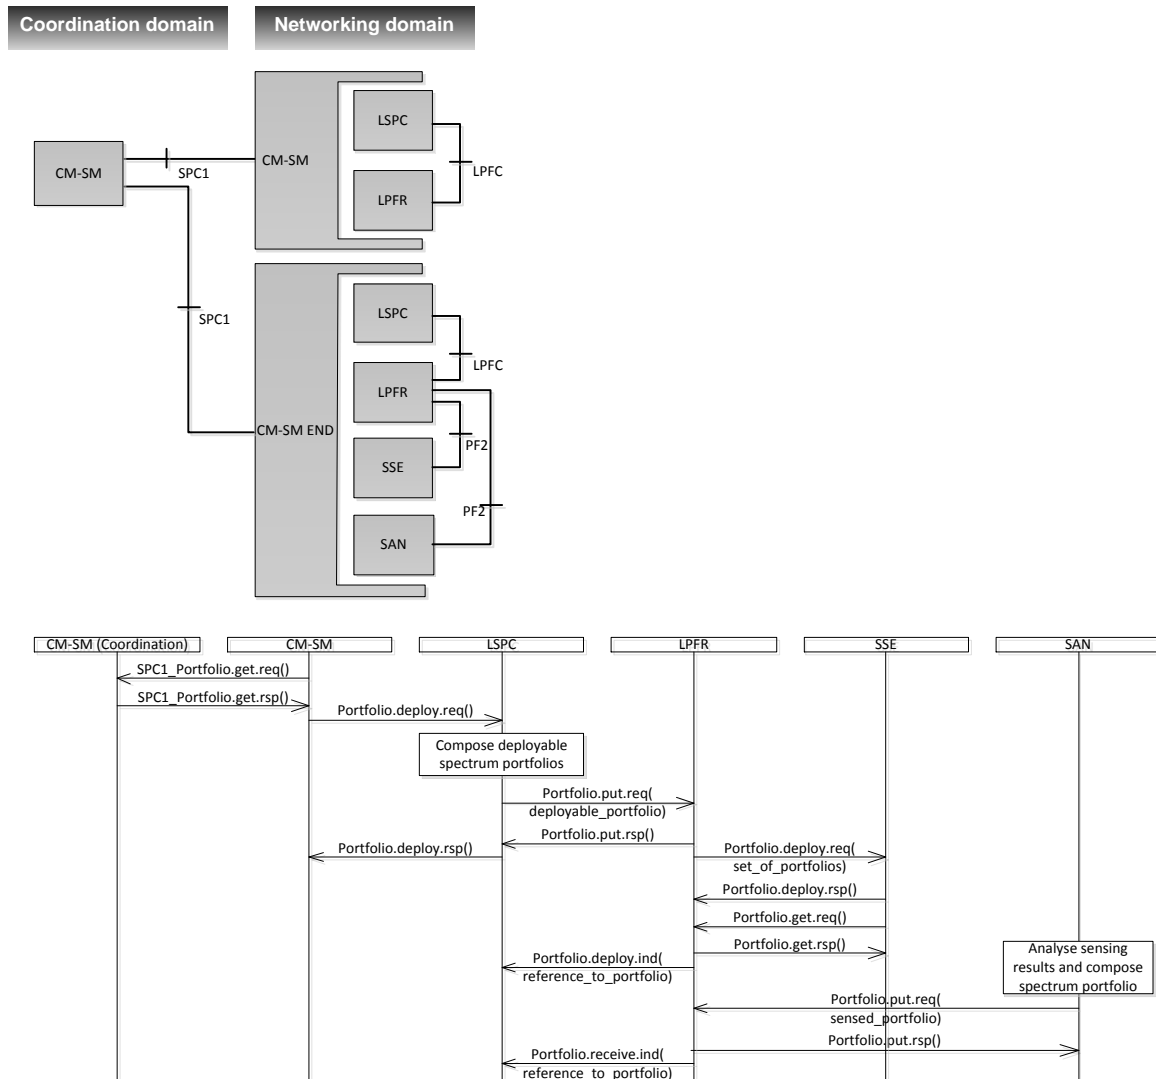 Coordination domain
Networking domain
LSPC
CM-SM
SPC1
CM-SM
LPFC
LPFR
LSPC
SPC1
LPFC
LPFR
CM-SM END
PF2
SSE
PF2
SAN
CM-SM (Coordination)
CM-SM
LSPC
LPFR
SSE
SAN
SPC1_Portfolio.get.req()
SPC1_Portfolio.get.rsp()
Portfolio.deploy.req()
Compose deployable
spectrum portfolios
Portfolio.put.req(
deployable_portfolio)
Portfolio.put.rsp()
Portfolio.deploy.rsp()
Portfolio.deploy.req(
set_of_portfolios)
Portfolio.deploy.rsp()
Portfolio.get.req()
Portfolio.get.rsp()
Portfolio.deploy.ind(
reference_to_portfolio)
Analyse sensing
results and compose
spectrum portfolio
Portfolio.put.req(
sensed_portfolio)
Portfolio.put.rsp()
Portfolio.receive.ind(
reference_to_portfolio)